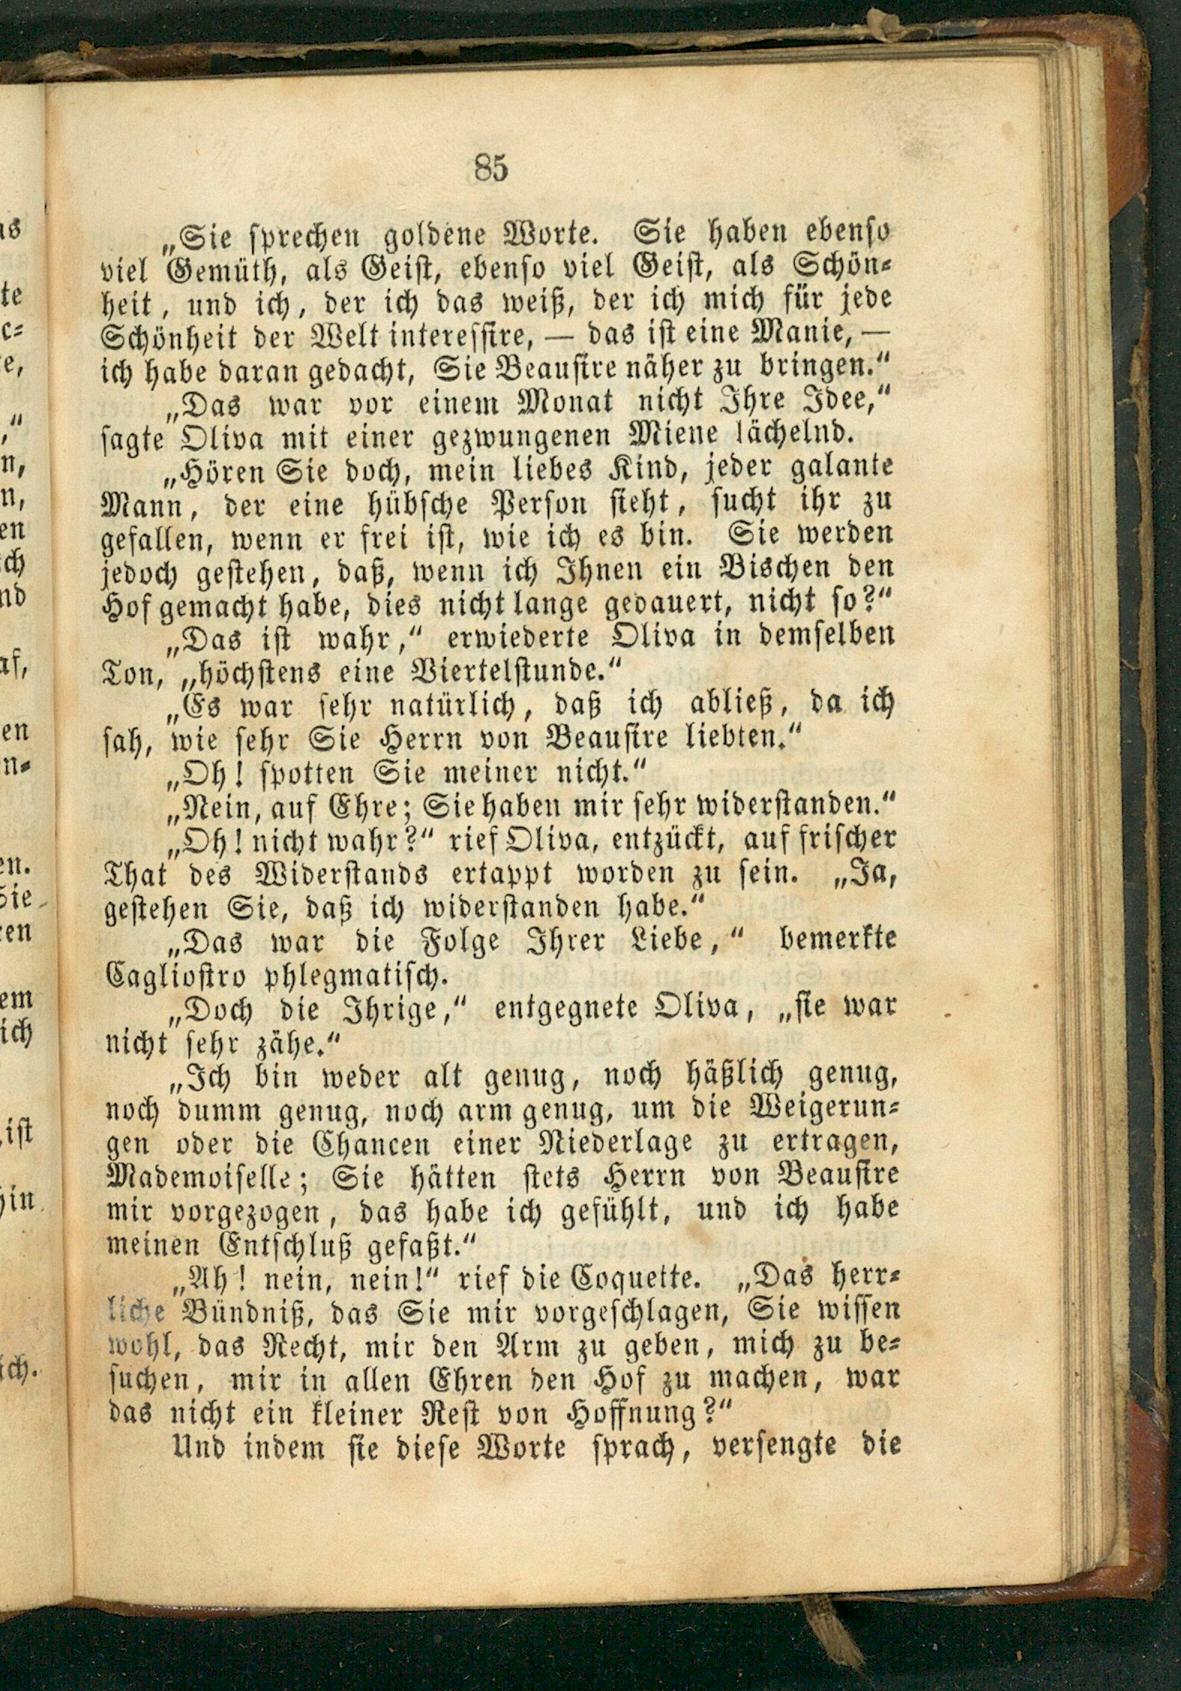 85
„Sie sprechen goldene Worte. Sie haben ebenso
viel Gemüth, als Geist, ebenso viel Geist, als Schön-
heit, und ich, der ich das weiß, der ich mich für jede
Schönheit der Welt interessire, — das ist eine Manie, —
ich habe daran gedacht, Sie Beausire näher zu bringen.“
„Das war vor einem Monat nicht Ihre Idee,“
sagte Oliva mit einer gezwungenen Miene lächelnd.
„Hören Sie doch, mein liebes Kind, jeder galante
Mann, der eine hübsche Person sieht, sucht ihr zu
gefallen, wenn er frei ist, wie ich es bin. Sie werden
jedoch gestehen, daß, wenn ich Ihnen ein Bischen den
Hof gemacht habe, dies nicht lange gedauert, nicht so?“
„Das ist wahr,“ erwiederte Oliva in demselben
Ton, „höchstens eine Viertelstunde.“
„Es war sehr natürlich, daß ich abließ, da ich
sah, wie sehr Sie Herrn von Beausire liebten.“
„Oh! spotten Sie meiner nicht.“
„Nein, auf Ehre; Sie haben mir sehr widerstanden.“
„Oh! nicht wahr?“ rief Oliva, entzückt, auf frischer
That des Widerstands ertappt worden zu sein. „Ja,
gestehen Sie, daß ich widerstanden habe.“
„Das war die Folge Ihrer Liebe,“ bemerkte
Cagliostro phlegmatisch.
„Doch die Ihrige,“ entgegnete Oliva, „sie war
nicht sehr zähe.“
„Ich bin weder alt genug, noch häßlich genug,
noch dumm genug, noch arm genug, um die Weigerun-
gen oder die Chancen einer Niederlage zu ertragen,
Mademoiselle; Sie hätten stets Herrn von Beausire
mir vorgezogen, das habe ich gefühlt, und ich habe
meinen Entschluß gefaßt.“
„Ah! nein, nein!“ rief die Coquette. „Das herr-
liche Bündniß, das Sie mir vorgeschlagen, Sie wissen
wohl, das Recht, mir den Arm zu geben, mich zu be-
suchen, mir in allen Ehren den Hof zu machen, war
das nicht ein kleiner Rest von Hoffnung?“
Und indem sie diese Worte sprach, versengte die